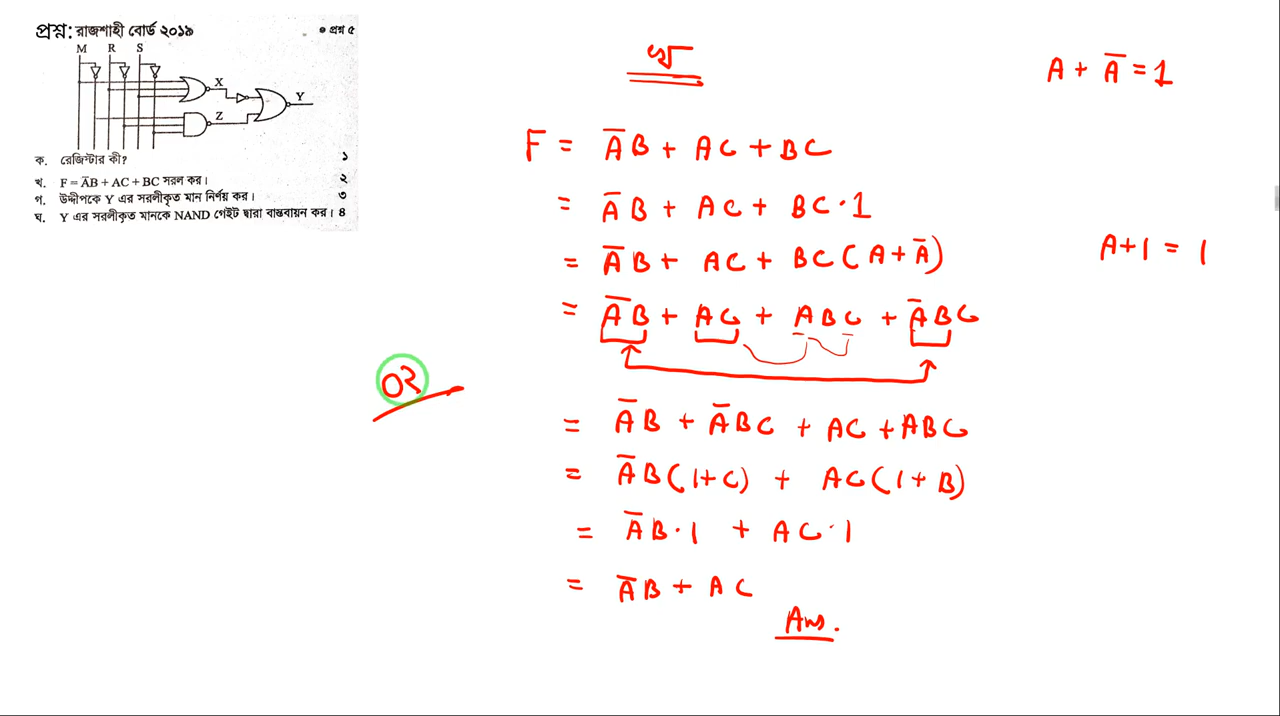 প্রশ্ন: রাজশাহী বোর্ড ২০১৯
● প্রশ্ন ৫
M R S
X
Y
Z
ক. রেজিস্টার কী? ১
খ. F = A̅B + AC + BC সরল কর। ২
গ. উদ্দীপকে Y এর সরলীকৃত মান নির্ণয় কর। ৩
ঘ. Y এর সরলীকৃত মানকে NAND গেইট দ্বারা বাস্তবায়ন কর। ৪
০২
খ
F = A̅B + AC + BC
= A̅B + AC + BC·1
= A̅B + AC + BC(A+A̅)
= A̅B + AC + ABC + A̅BC
= A̅B + A̅BC + AC + ABC
= A̅B(1+C) + AC(1+B)
= A̅B·1 + AC·1
= A̅B + AC
Ans.
A + A̅ = 1
A+1 = 1